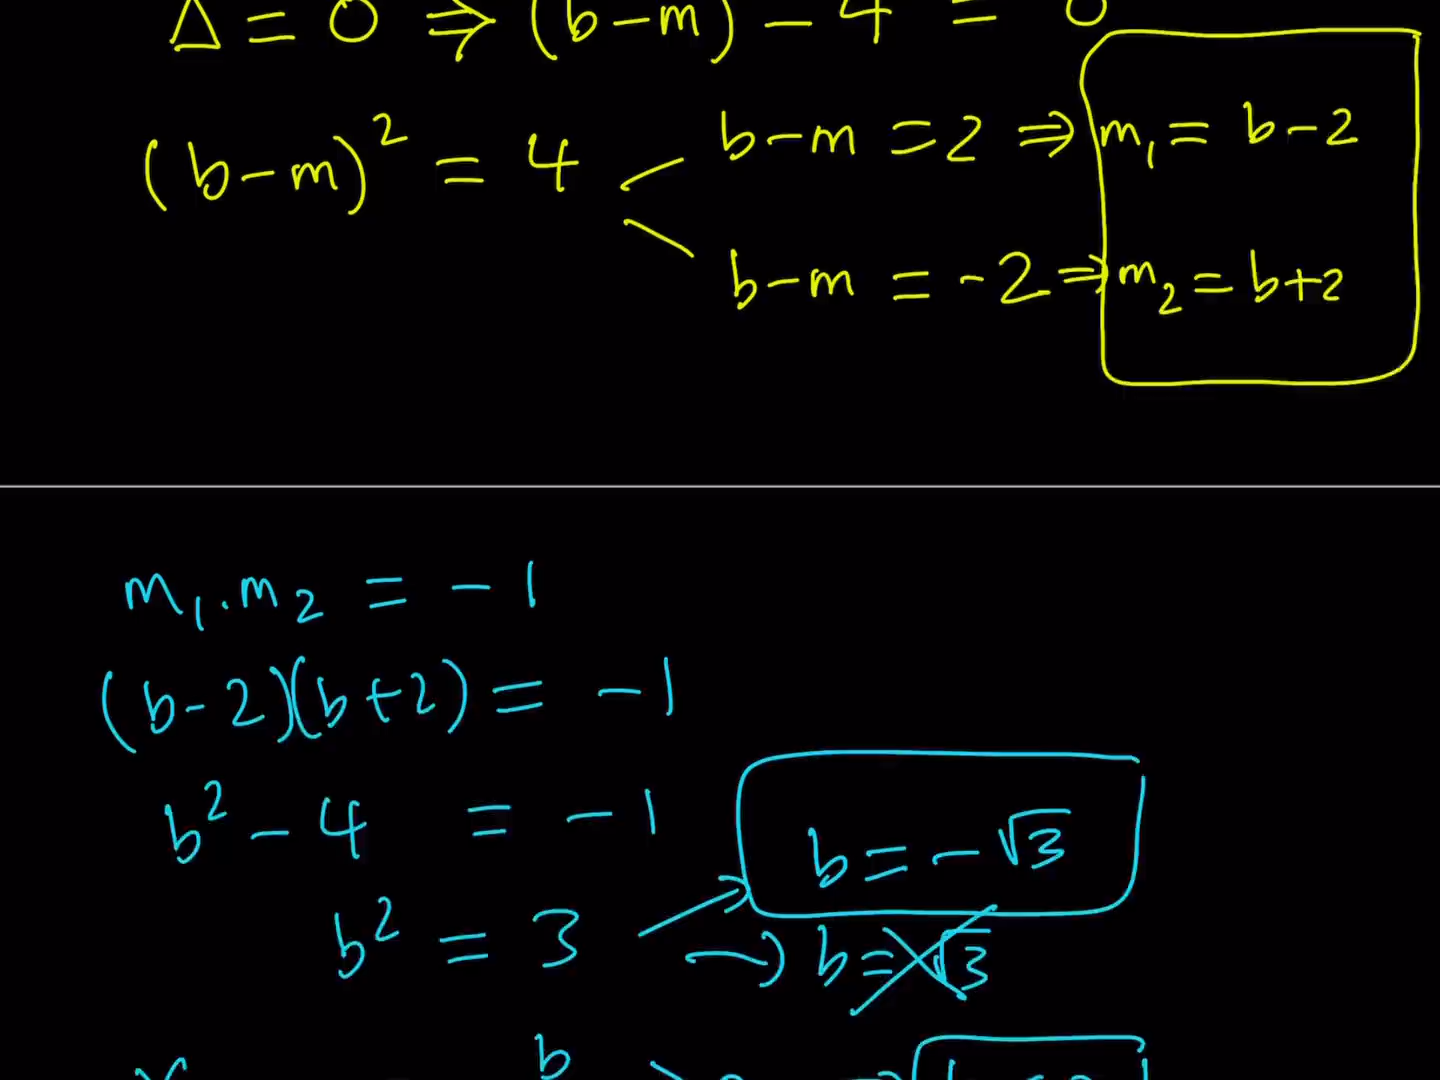 Δ = 0 ⇒ (b-m) - 4 = 0
(b-m)² = 4
b-m = 2 ⇒ m₁ = b-2
b-m = -2 ⇒ m₂ = b+2
m₁.m₂ = -1
(b-2)(b+2) = -1
b² - 4 = -1
b = -√3
b² = 3
→ b = √3
b